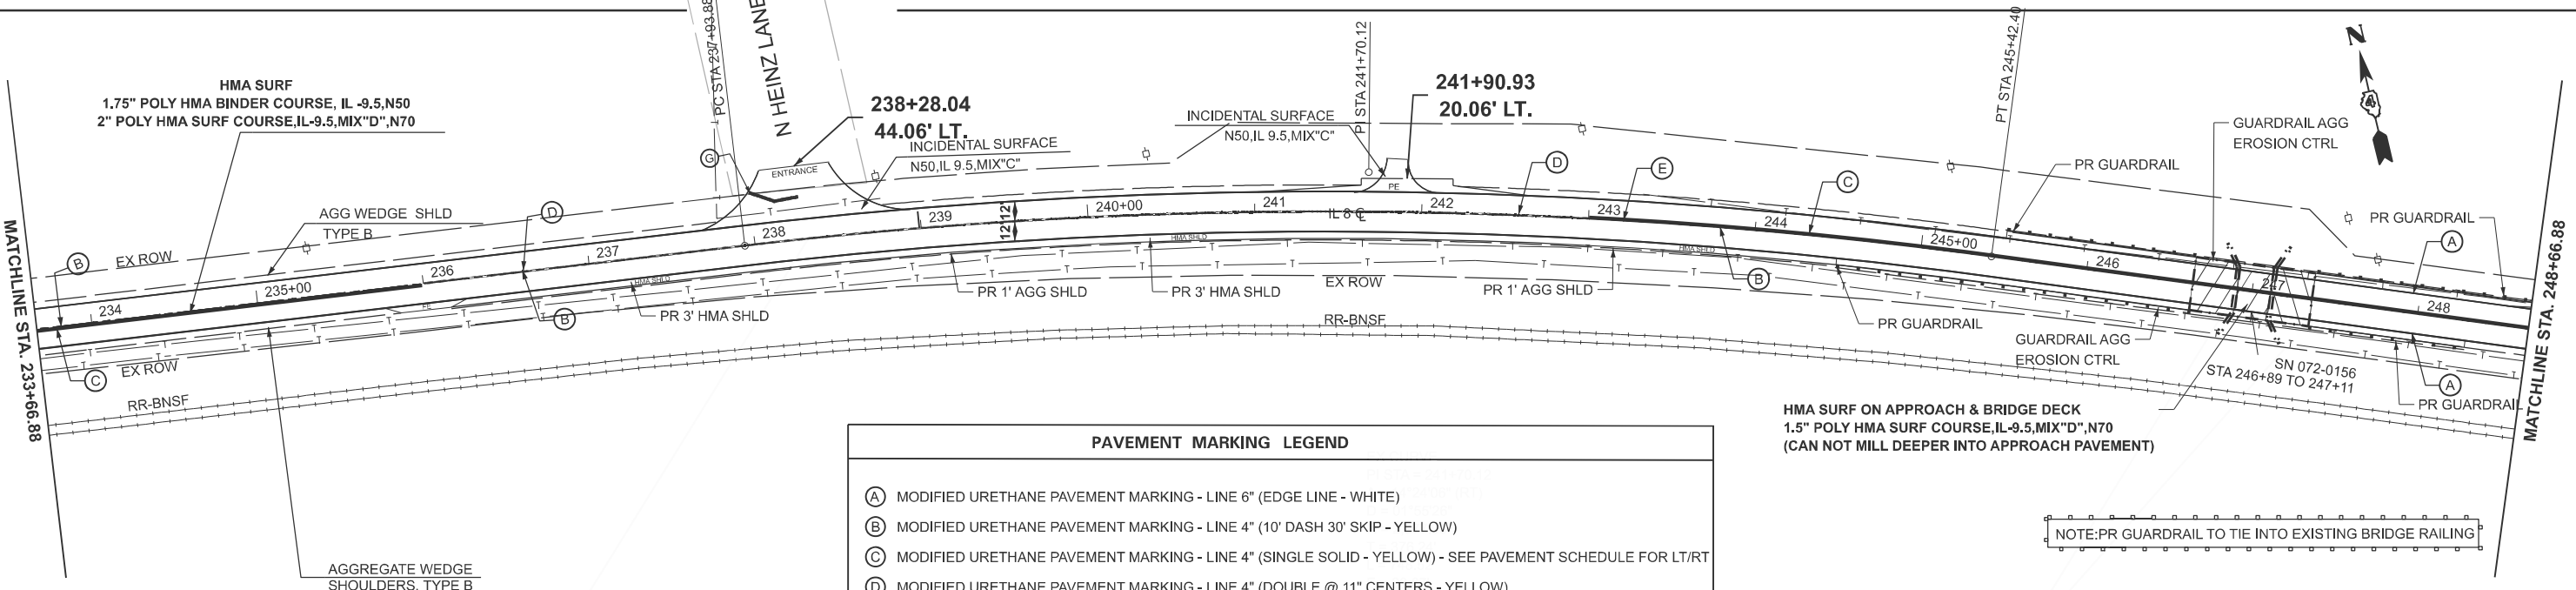 PC STA 237+93.88
N HEINZ LANE
PI STA 241+70.12
PT STA 245+42.40
N
HMA SURF
1.75" POLY HMA BINDER COURSE, IL -9.5,N50
2" POLY HMA SURF COURSE,IL-9.5,MIX"D",N70
238+28.04
44.06' LT.
INCIDENTAL SURFACE
N50,IL 9.5,MIX"C"
INCIDENTAL SURFACE
N50,IL 9.5,MIX"C"
241+90.93
20.06' LT.
GUARDRAIL AGG
EROSION CTRL
PR GUARDRAIL
PR GUARDRAIL
G
ENTRANCE
PE
D
E
C
A
AGG WEDGE SHLD
TYPE B
D
B
EX ROW
MATCHLINE STA. 233+66.88
234
235+00
236
237
238
239
12'
12'
240+00
241
IL 8 ℄
242
243
244
245+00
246
247
248
MATCHLINE STA. 248+66.88
HMA SHLD
HMA SHLD
HMA SHLD
EE
C
EX ROW
RR-BNSF
B
PR 3' HMA SHLD
PR 1' AGG SHLD
PR 3' HMA SHLD
EX ROW
PR 1' AGG SHLD
B
RR-BNSF
PR GUARDRAIL
GUARDRAIL AGG
EROSION CTRL
SN 072-0156
STA 246+89 TO 247+11
A
PR GUARDRAIL
HMA SURF ON APPROACH & BRIDGE DECK
1.5" POLY HMA SURF COURSE,IL-9.5,MIX"D",N70
(CAN NOT MILL DEEPER INTO APPROACH PAVEMENT)
AGGREGATE WEDGE
SHOULDERS, TYPE B
PAVEMENT MARKING LEGEND
A MODIFIED URETHANE PAVEMENT MARKING - LINE 6" (EDGE LINE - WHITE)
B MODIFIED URETHANE PAVEMENT MARKING - LINE 4" (10' DASH 30' SKIP - YELLOW)
C MODIFIED URETHANE PAVEMENT MARKING - LINE 4" (SINGLE SOLID - YELLOW) - SEE PAVEMENT SCHEDULE FOR LT/RT
D MODIFIED URETHANE PAVEMENT MARKING - LINE 4" (DOUBLE @ 11" CENTERS - YELLOW)
NOTE:PR GUARDRAIL TO TIE INTO EXISTING BRIDGE RAILING